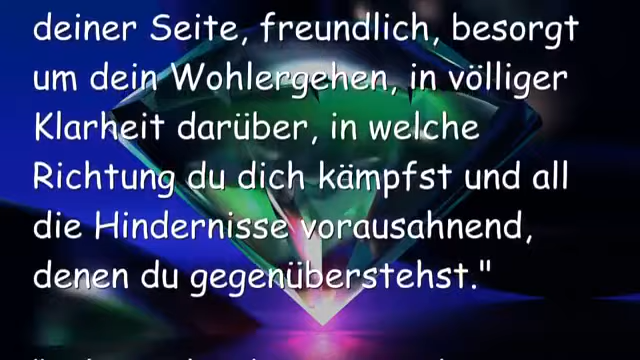 deiner Seite, freundlich, besorgt
um dein Wohlergehen, in völliger
Klarheit darüber, in welche
Richtung du dich kämpfst und all
die Hindernisse vorausahnend,
denen du gegenüberstehst."